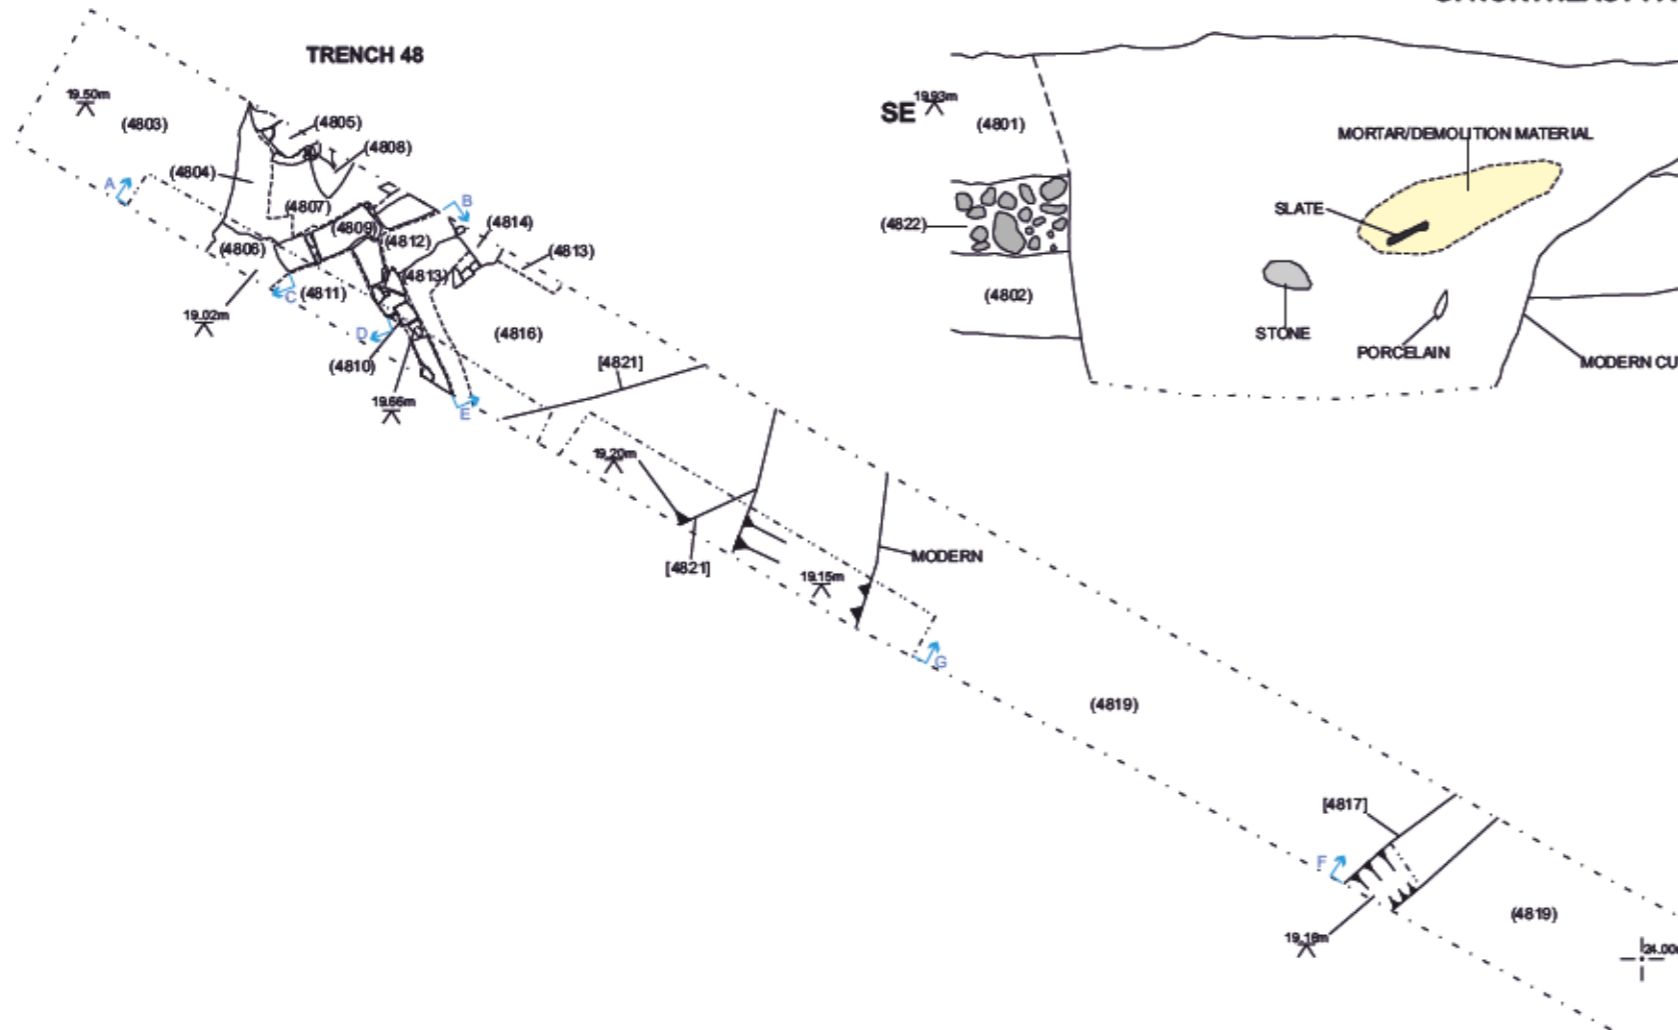 TRENCH 48
19.50m
(4803)
(4805)
(4808)
(4804)
A
(4807)
B
(4809)
(4812)
(4814)
(4806)
(4813)
(4813)
C
(4811)
19.02m
D
(4816)
(4810)
[4821]
19.66m
E
19.20m
[4821]
MODERN
19.15m
G
(4819)
[4817]
F
(4819)
19.18m
SE
19.93m
(4801)
MORTAR/DEMOLITION MATERIAL
SLATE
(4822)
(4802)
STONE
PORCELAIN
MODERN CU